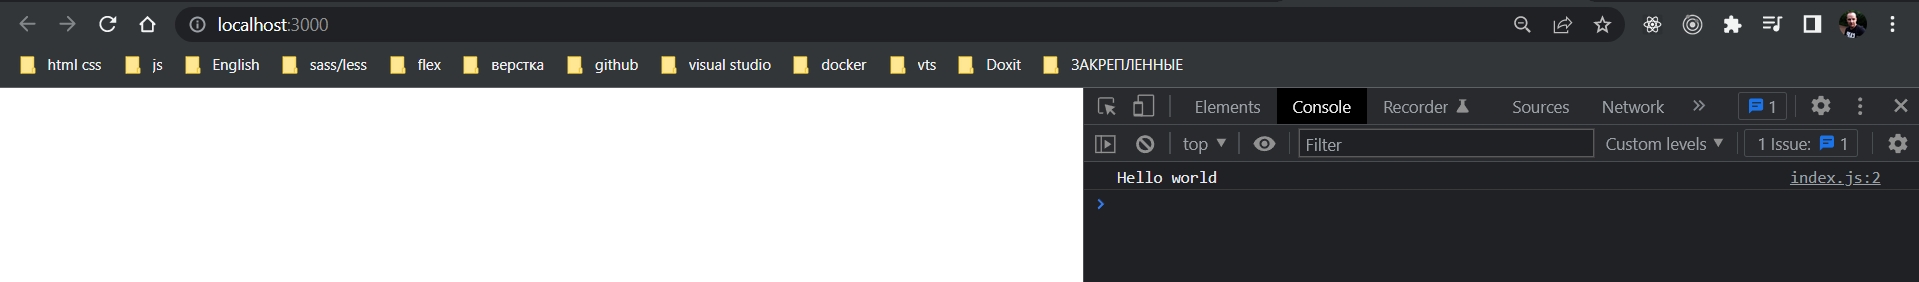 localhost:3000
html css js English sass/less flex верстка github visual studio docker vts Doxit ЗАКРЕПЛЕННЫЕ
Elements Console Recorder Sources Network 1
top Filter Custom levels 1 Issue: 1
Hello world index.js:2